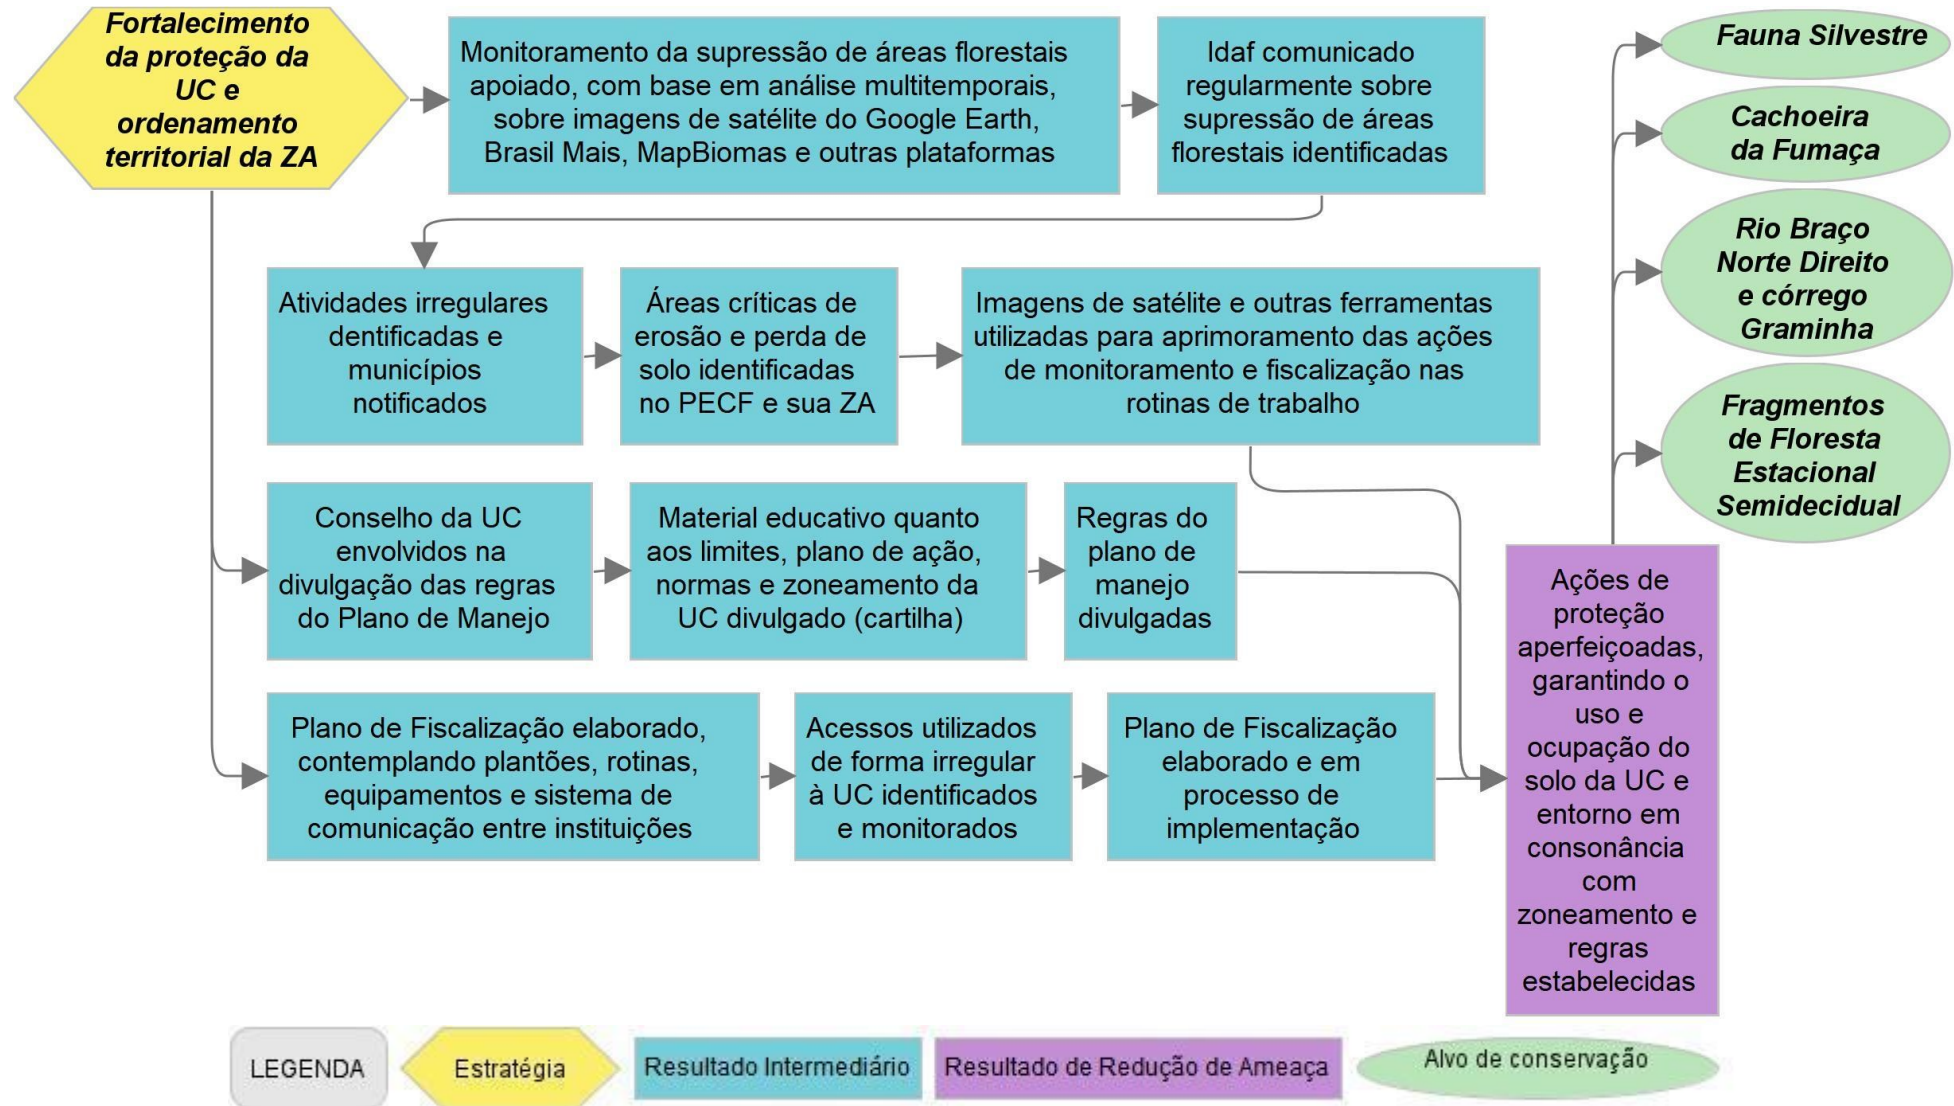 Fortalecimento
da proteção da
UC e
ordenamento
territorial da ZA
Monitoramento da supressão de áreas florestais
apoiado, com base em análise multitemporais,
sobre imagens de satélite do Google Earth,
Brasil Mais, MapBiomas e outras plataformas
Idaf comunicado
regularmente sobre
supressão de áreas
florestais identificadas
Atividades irregulares
dentificadas e
municípios
notificados
Áreas críticas de
erosão e perda de
solo identificadas
no PECF e sua ZA
Imagens de satélite e outras ferramentas
utilizadas para aprimoramento das ações
de monitoramento e fiscalização nas
rotinas de trabalho
Conselho da UC
envolvidos na
divulgação das regras
do Plano de Manejo
Material educativo quanto
aos limites, plano de ação,
normas e zoneamento da
UC divulgado (cartilha)
Regras do
plano de
manejo
divulgadas
Plano de Fiscalização elaborado,
contemplando plantões, rotinas,
equipamentos e sistema de
comunicação entre instituições
Acessos utilizados
de forma irregular
à UC identificados
e monitorados
Plano de Fiscalização
elaborado e em
processo de
implementação
Ações de
proteção
aperfeiçoadas,
garantindo o
uso e
ocupação do
solo da UC e
entorno em
consonância
com
zoneamento e
regras
estabelecidas
Fauna Silvestre
Cachoeira
da Fumaça
Rio Braço
Norte Direito
e córrego
Graminha
Fragmentos
de Floresta
Estacional
Semidecidual
LEGENDA
Estratégia
Resultado Intermediário
Resultado de Redução de Ameaça
Alvo de conservação